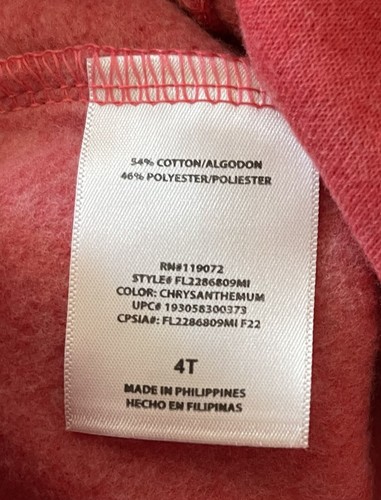 54% COTTON/ALGODON
46% POLYESTER/POLIESTER
RN#119072
STYLE# FL2286809MI
COLOR: CHRYSANTHEMUM
UPC# 193058300373
CPSIA#: FL2286809MI F22
4T
MADE IN PHILIPPINES
HECHO EN FILIPINAS